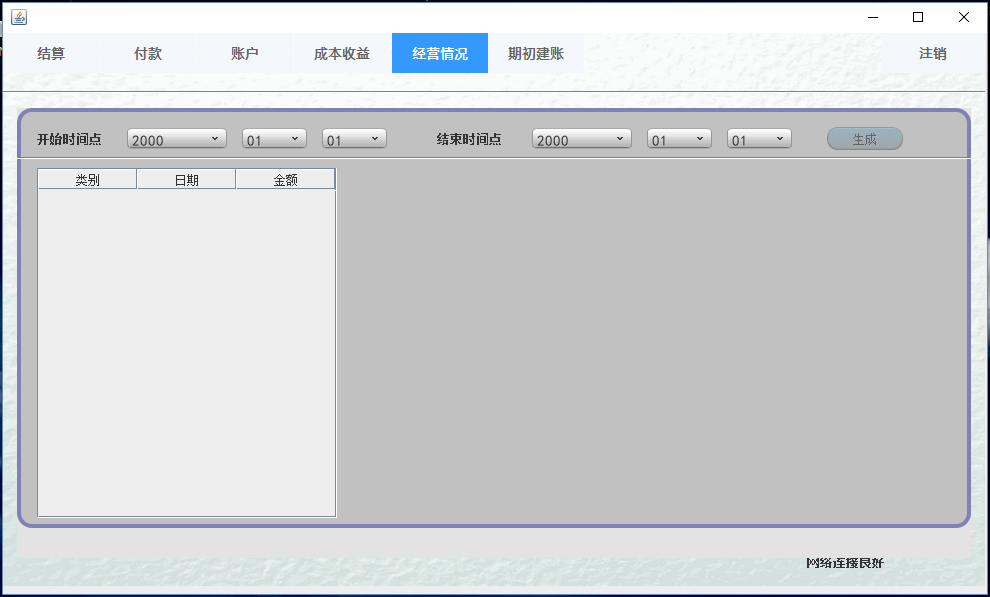 结算 付款 账户 成本收益 经营情况 期初建账 注销
开始时间点 2000 01 01 结束时间点 2000 01 01 生成
类别 日期 金额
网络连接良好